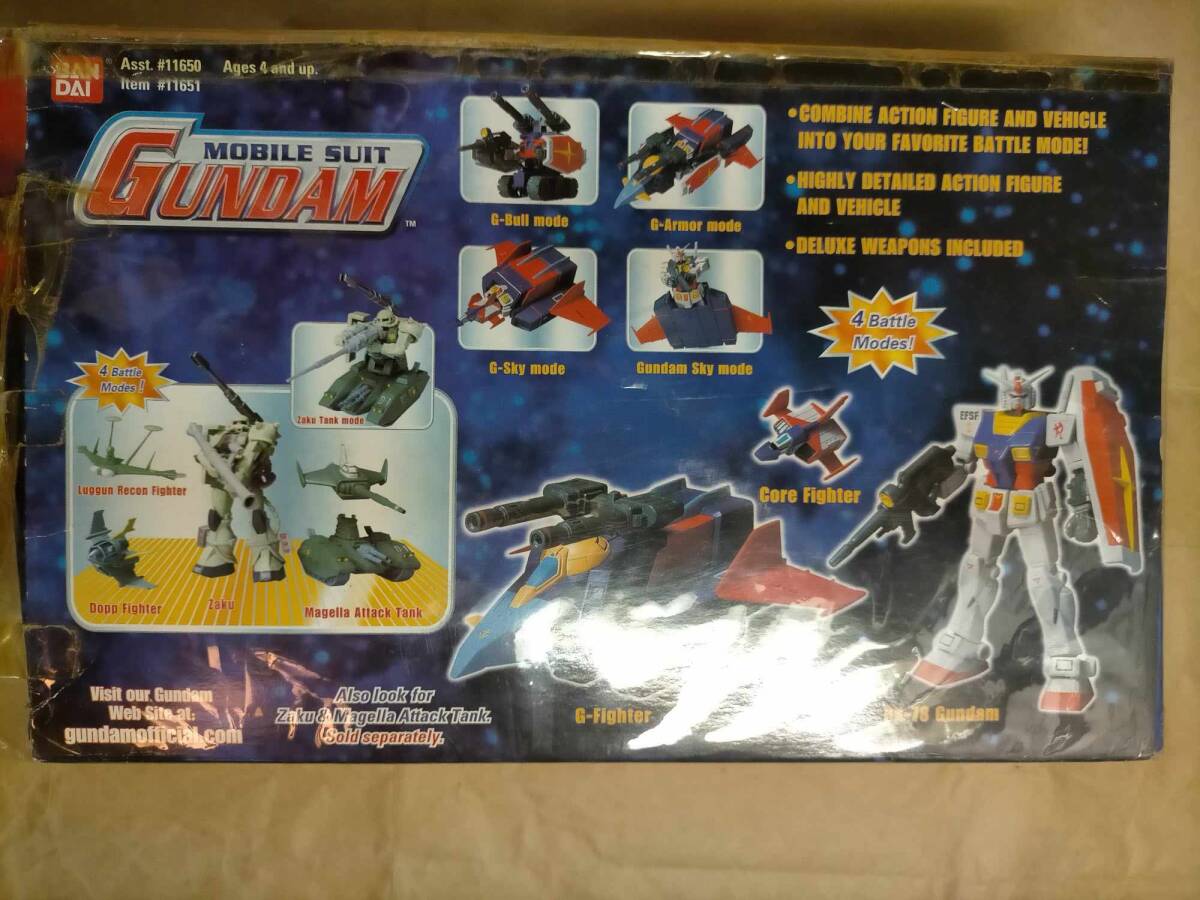 BAN
DAI
Asst. #11650 Ages 4 and up.
Item #11651
MOBILE SUIT
GUNDAM
TM
G-Bull mode
G-Armor mode
G-Sky mode
Gundam Sky mode
•COMBINE ACTION FIGURE AND VEHICLE
INTO YOUR FAVORITE BATTLE MODE!
•HIGHLY DETAILED ACTION FIGURE
AND VEHICLE
•DELUXE WEAPONS INCLUDED
4 Battle
Modes!
4 Battle
Modes!
Zaku Tank mode
Luggun Recon Fighter
Dopp Fighter
Zaku
Magella Attack Tank
Core Fighter
EFSF
G-Fighter
78 Gundam
Visit our Gundam
Web Site at:
gundamofficial.com
Also look for
Zaku & Magella Attack Tank.
Sold separately.